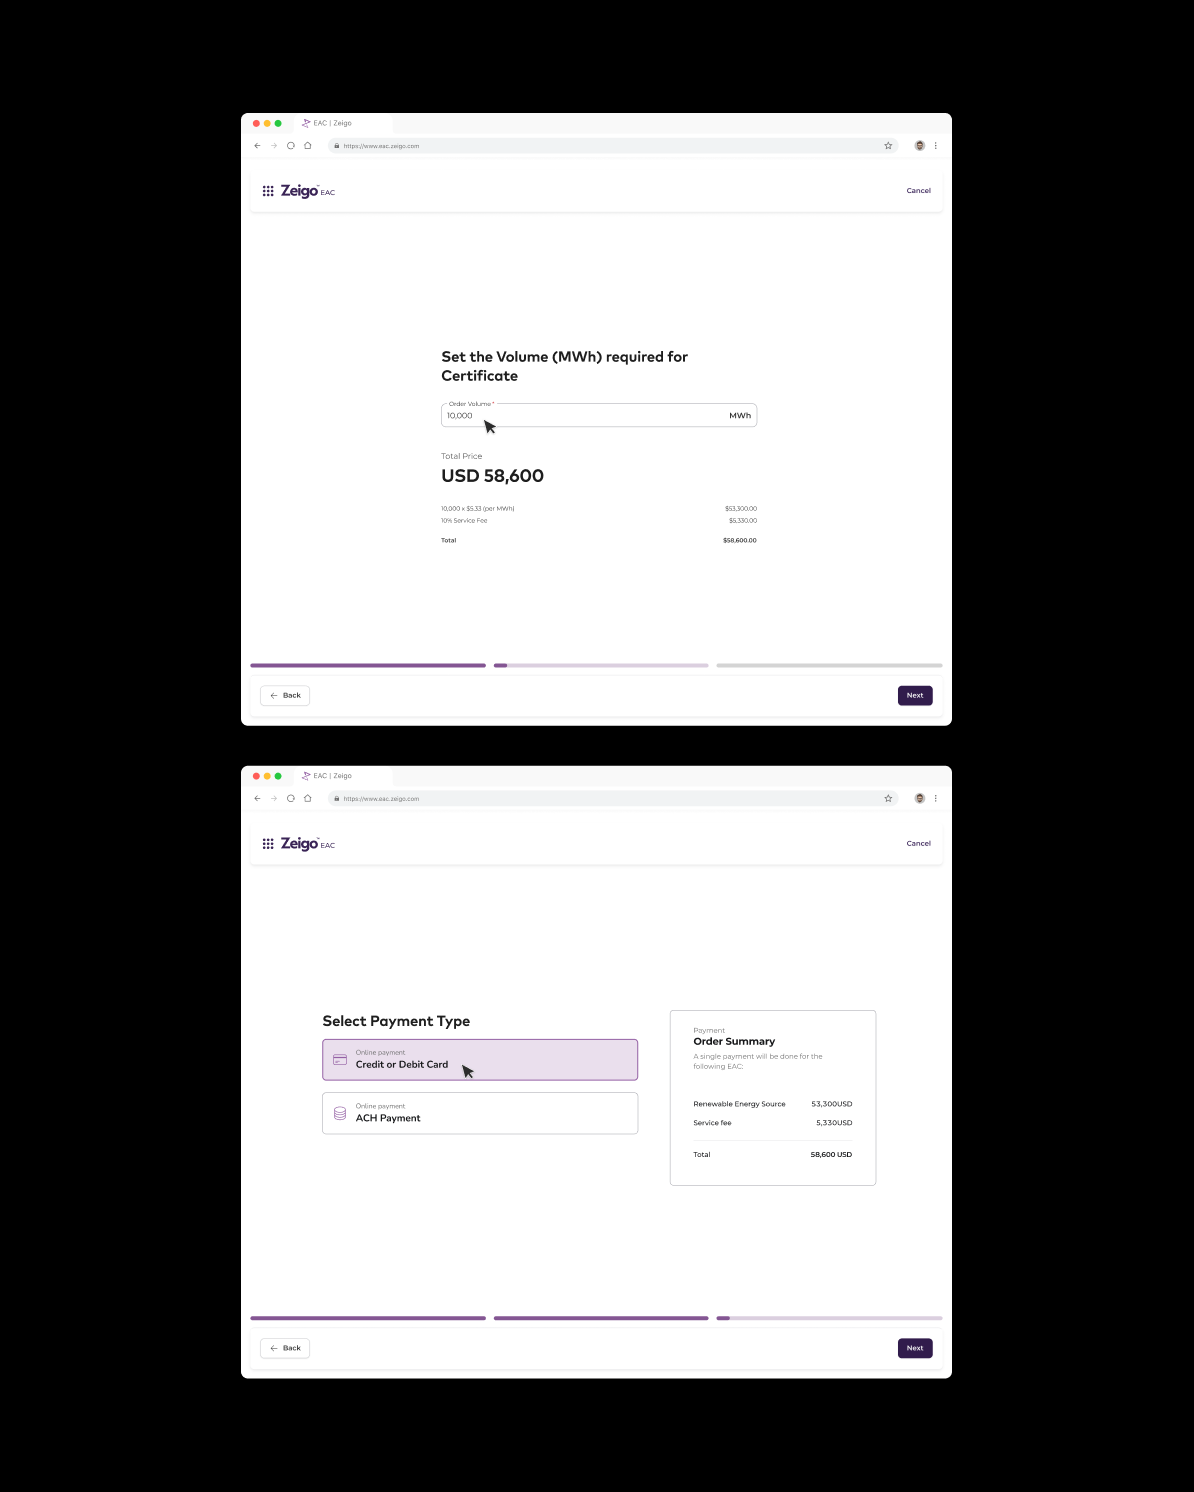 EAC | Zeigo
https://www.eac.zeigo.com
Zeigo™ EAC
Cancel
Set the Volume (MWh) required for
Certificate
Order Volume *
10,000 MWh
Total Price
USD 58,600
10,000 x $5.33 (per MWh) $53,300.00
10% Service Fee $5,330.00
Total $58,600.00
Back
Next
EAC | Zeigo
https://www.eac.zeigo.com
Zeigo™ EAC
Cancel
Select Payment Type
Online payment
Credit or Debit Card
Online payment
ACH Payment
Payment
Order Summary
A single payment will be done for the
following EAC:
Renewable Energy Source 53,300USD
Service fee 5,330USD
Total 58,600 USD
Back
Next